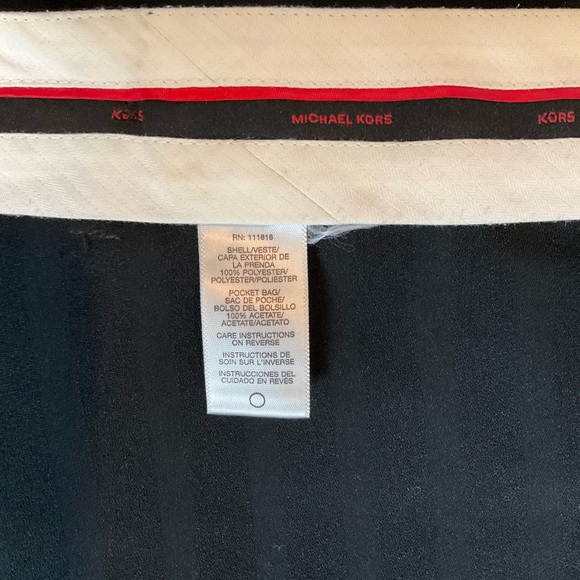 KORS MICHAEL KORS KORS
RN: 111818
SHELL/VESTE/
CAPA EXTERIOR DE
LA PRENDA
100% POLYESTER/
POLYESTER/POLIESTER
POCKET BAG/
SAC DE POCHE/
BOLSO DEL BOLSILLO
100% ACETATE/
ACETATE/ACETATO
CARE INSTRUCTIONS
ON REVERSE
INSTRUCTIONS DE
SOIN SUR L'INVERSE
INSTRUCCIONES DEL
CUIDADO EN REVÉS